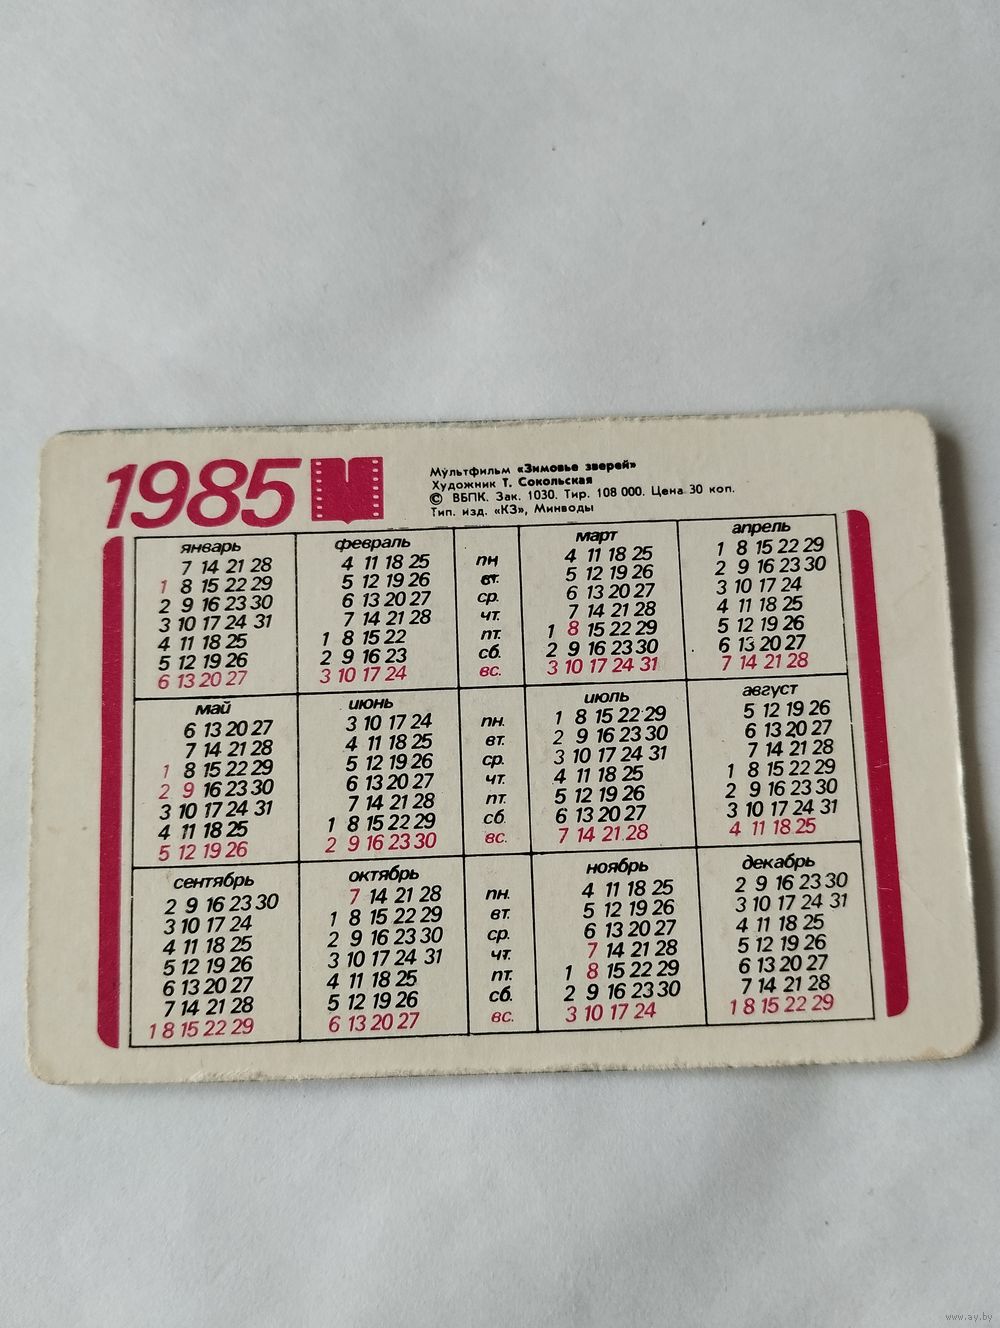 1985
Мультфильм «Зимовье зверей»
Художник Т. Сокольская
© ВБПК. Зак. 1030. Тир. 108 000. Цена 30 коп.
Тип. изд. «КЗ», Минводы
январь февраль март апрель
7 14 21 28 4 11 18 25 пн 4 11 18 25 1 8 15 22 29
1 8 15 22 29 5 12 19 26 вт. 5 12 19 26 2 9 16 23 30
2 9 16 23 30 6 13 20 27 ср. 6 13 20 27 3 10 17 24
3 10 17 24 31 7 14 21 28 чт. 7 14 21 28 4 11 18 25
4 11 18 25 1 8 15 22 пт. 1 8 15 22 29 5 12 19 26
5 12 19 26 2 9 16 23 сб. 2 9 16 23 30 6 13 20 27
6 13 20 27 3 10 17 24 вс. 3 10 17 24 31 7 14 21 28
май июнь июль август
6 13 20 27 3 10 17 24 пн. 1 8 15 22 29 5 12 19 26
7 14 21 28 4 11 18 25 вт. 2 9 16 23 30 6 13 20 27
1 8 15 22 29 5 12 19 26 ср. 3 10 17 24 31 7 14 21 28
2 9 16 23 30 6 13 20 27 чт. 4 11 18 25 1 8 15 22 29
3 10 17 24 31 7 14 21 28 пт. 5 12 19 26 2 9 16 23 30
4 11 18 25 1 8 15 22 29 сб. 6 13 20 27 3 10 17 24 31
5 12 19 26 2 9 16 23 30 вс. 7 14 21 28 4 11 18 25
сентябрь октябрь ноябрь декабрь
2 9 16 23 30 7 14 21 28 пн. 4 11 18 25 2 9 16 23 30
3 10 17 24 1 8 15 22 29 вт. 5 12 19 26 3 10 17 24 31
4 11 18 25 2 9 16 23 30 ср. 6 13 20 27 4 11 18 25
5 12 19 26 3 10 17 24 31 чт. 7 14 21 28 5 12 19 26
6 13 20 27 4 11 18 25 пт. 1 8 15 22 29 6 13 20 27
7 14 21 28 5 12 19 26 сб. 2 9 16 23 30 7 14 21 28
1 8 15 22 29 6 13 20 27 вс. 3 10 17 24 1 8 15 22 29
www.ay.by